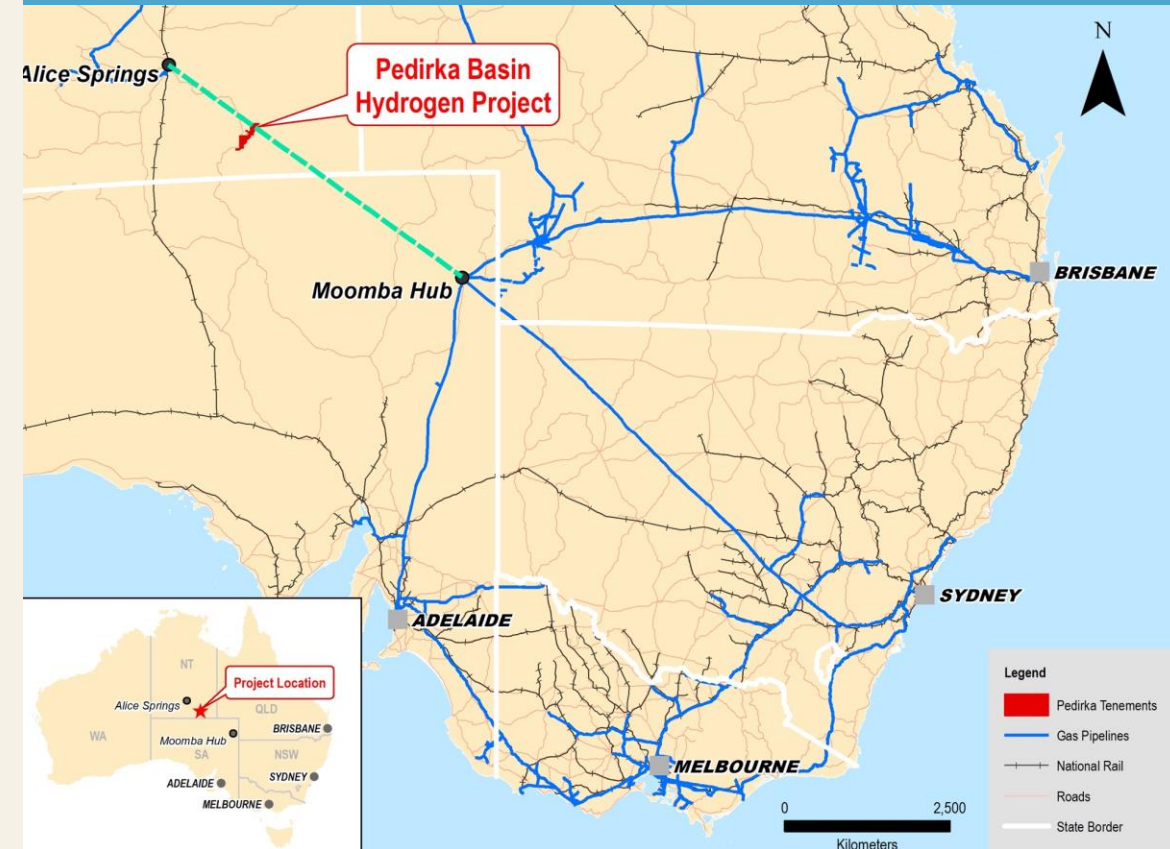 N
Alice Springs
Pedirka Basin
Hydrogen Project
Moomba Hub
BRISBANE
SYDNEY
ADELAIDE
MELBOURNE
NT
Project Location
Alice Springs
QLD
WA
BRISBANE
Moomba Hub
SA
NSW
ADELAIDE
SYDNEY
MELBOURNE
0 2,500
Kilometers
Legend
Pedirka Tenements
Gas Pipelines
National Rail
Roads
State Border